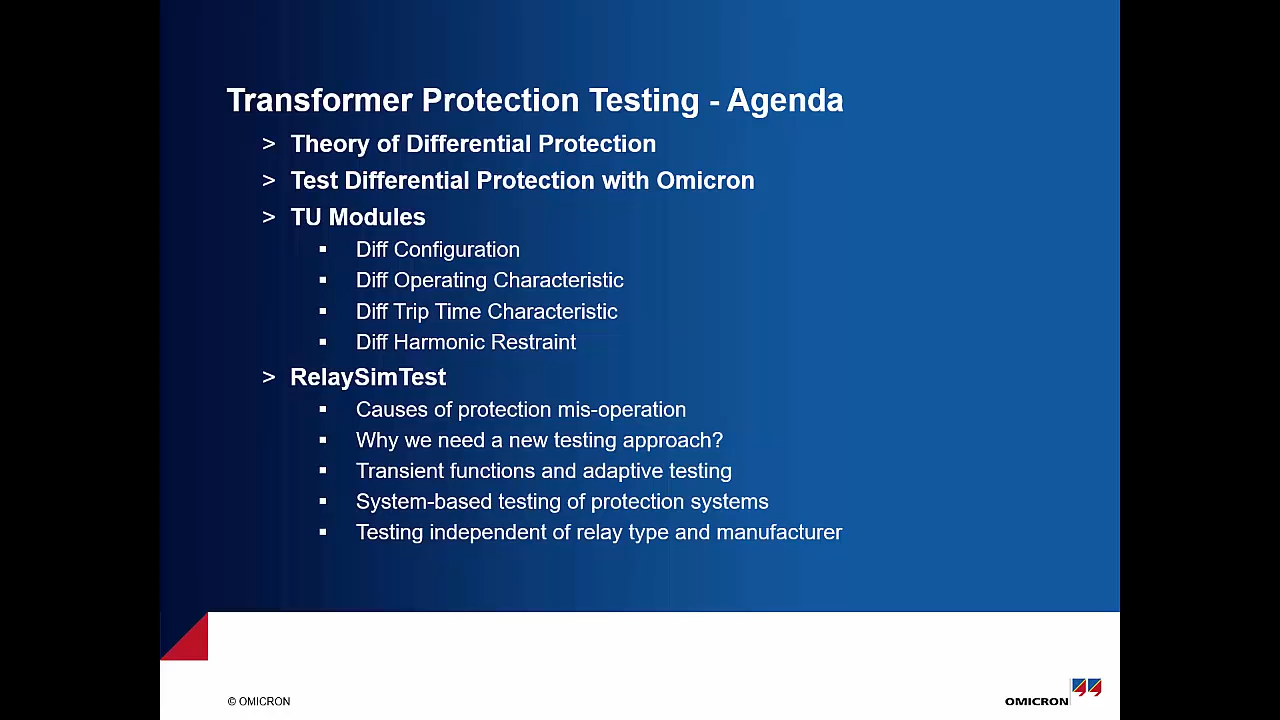 Transformer Protection Testing - Agenda
> Theory of Differential Protection
> Test Differential Protection with Omicron
> TU Modules
▪ Diff Configuration
▪ Diff Operating Characteristic
▪ Diff Trip Time Characteristic
▪ Diff Harmonic Restraint
> RelaySimTest
▪ Causes of protection mis-operation
▪ Why we need a new testing approach?
▪ Transient functions and adaptive testing
▪ System-based testing of protection systems
▪ Testing independent of relay type and manufacturer
© OMICRON
OMICRON